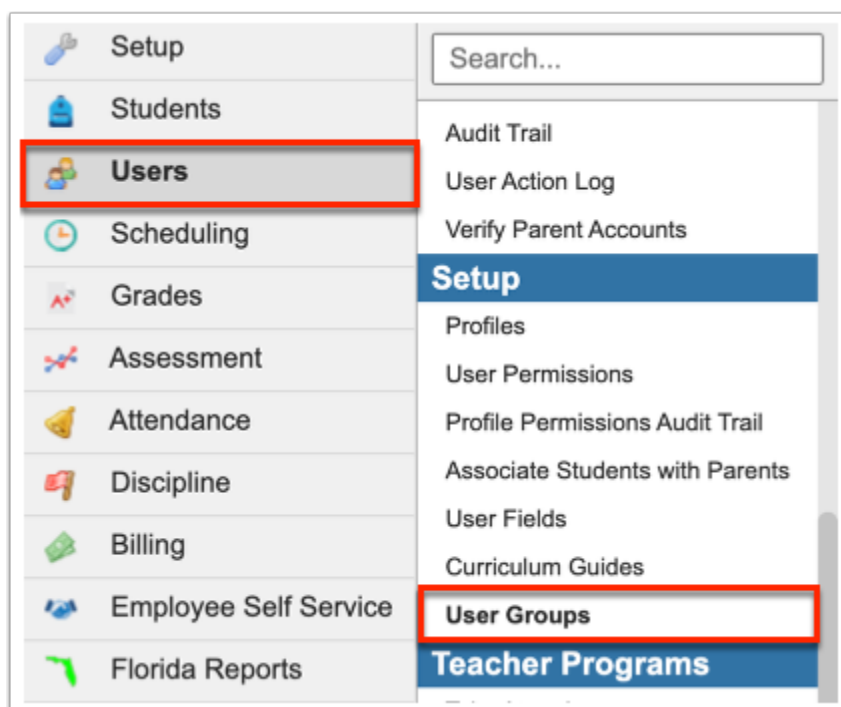 Setup
Students
Users
Scheduling
Grades
Assessment
Attendance
Discipline
Billing
Employee Self Service
Florida Reports
Search...
Audit Trail
User Action Log
Verify Parent Accounts
Setup
Profiles
User Permissions
Profile Permissions Audit Trail
Associate Students with Parents
User Fields
Curriculum Guides
User Groups
Teacher Programs